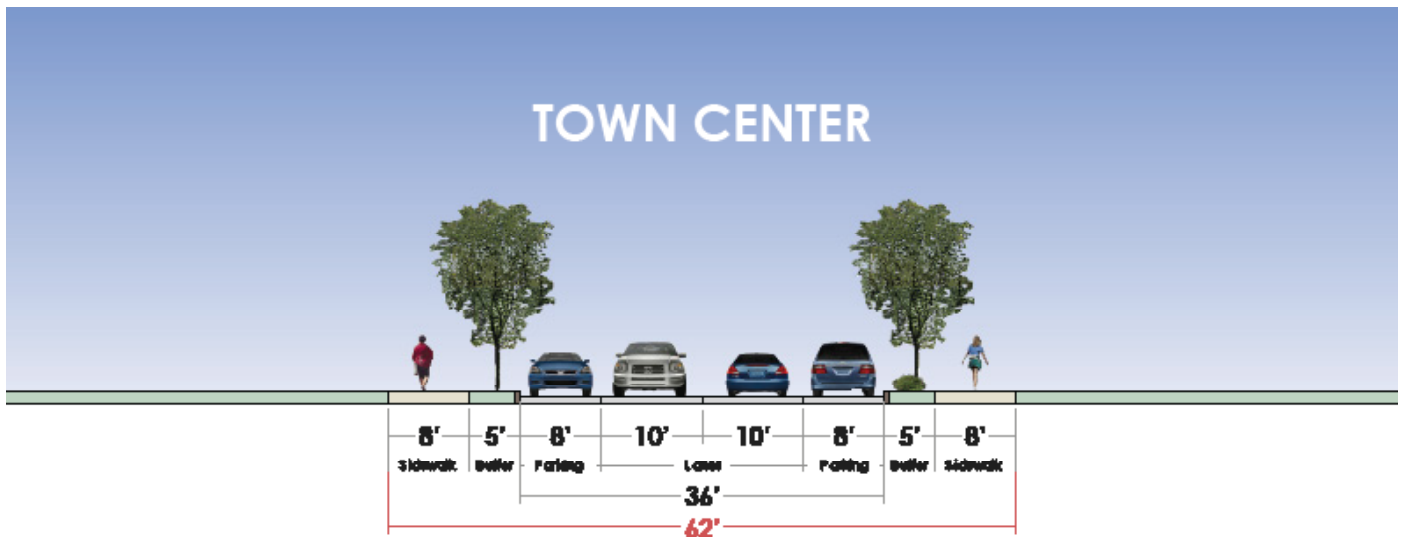 TOWN CENTER
8' 5' 8' 10' 10' 8' 5' 8'
Sidewalk Buffer Parking Lanes Parking Buffer Sidewalk
36'
62'